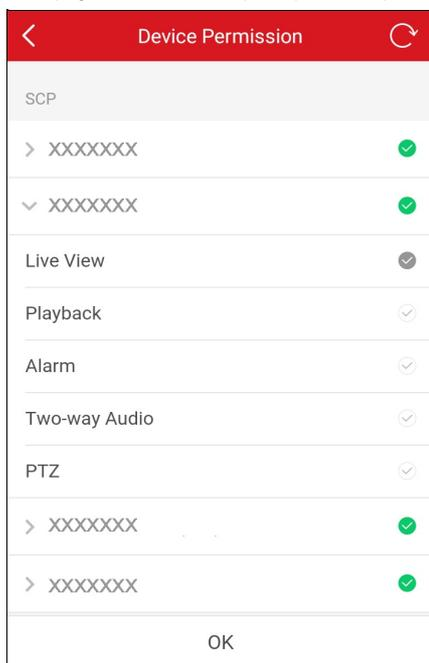 Device Permission
SCP
XXXXXXX
XXXXXXX
Live View
Playback
Alarm
Two-way Audio
PTZ
XXXXXXX
XXXXXXX
OK